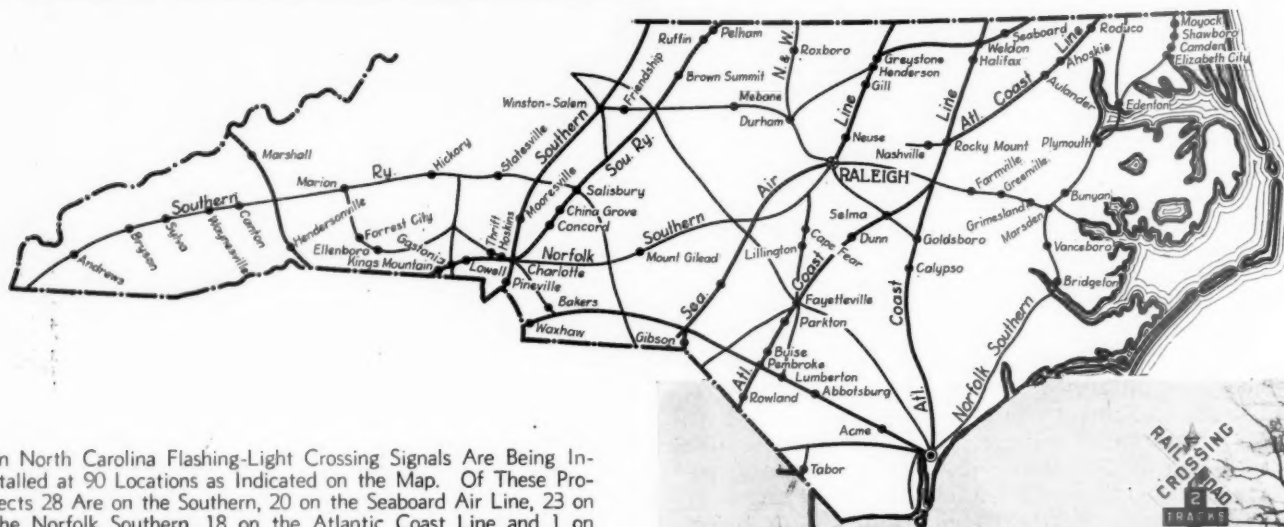 Pelham
Ruffin
Brown Summit
Friendship
Winston-Salem
Southern
Sou. Ry.
N. & W.
Roxboro
Mebane
Durham
Greystone
Henderson
Gill
Line
Neuse
Nashville
RALEIGH
Seaboard
Weldon
Halifax
Line
Rocky Mount
Atl. Coast Line
Roduco
Ahoskie
Aulander
Moyock
Shawboro
Camden
Elizabeth City
Edenton
Plymouth
Marshall
Marion
Ry.
Hickory
Statesville
Mooresville
Salisbury
China Grove
Concord
Southern
Andrews
Bryson
Sylva
Waynesville
Canton
Hendersonville
Forrest City
Ellenboro
Gastonia
Kings Mountain
Lowell
Thrift
Hoskins
Charlotte
Pineville
Norfolk Southern
Mount Gilead
Bakers
Waxhaw
Gibson
Sea. Air
Lillington
Cape Fear
Coast
Selma
Dunn
Goldsboro
Calypso
Fayetteville
Parkton
Buise
Pembroke
Lumberton
Abbotsburg
Rowland
Atl.
Acme
Tabor
Atl. Coast
Farmville
Greenville
Grimesland
Marsden
Bunyan
Vanceboro
Bridgeton
Norfolk Southern
In North Carolina Flashing-Light Crossing Signals Are Being In-
stalled at 90 Locations as Indicated on the Map. Of These Pro-
jects 28 Are on the Southern, 20 on the Seaboard Air Line, 23 on
the Norfolk Southern, 18 on the Atlantic Coast Line and 1 on
RAILROAD CROSSING
2
TRACKS